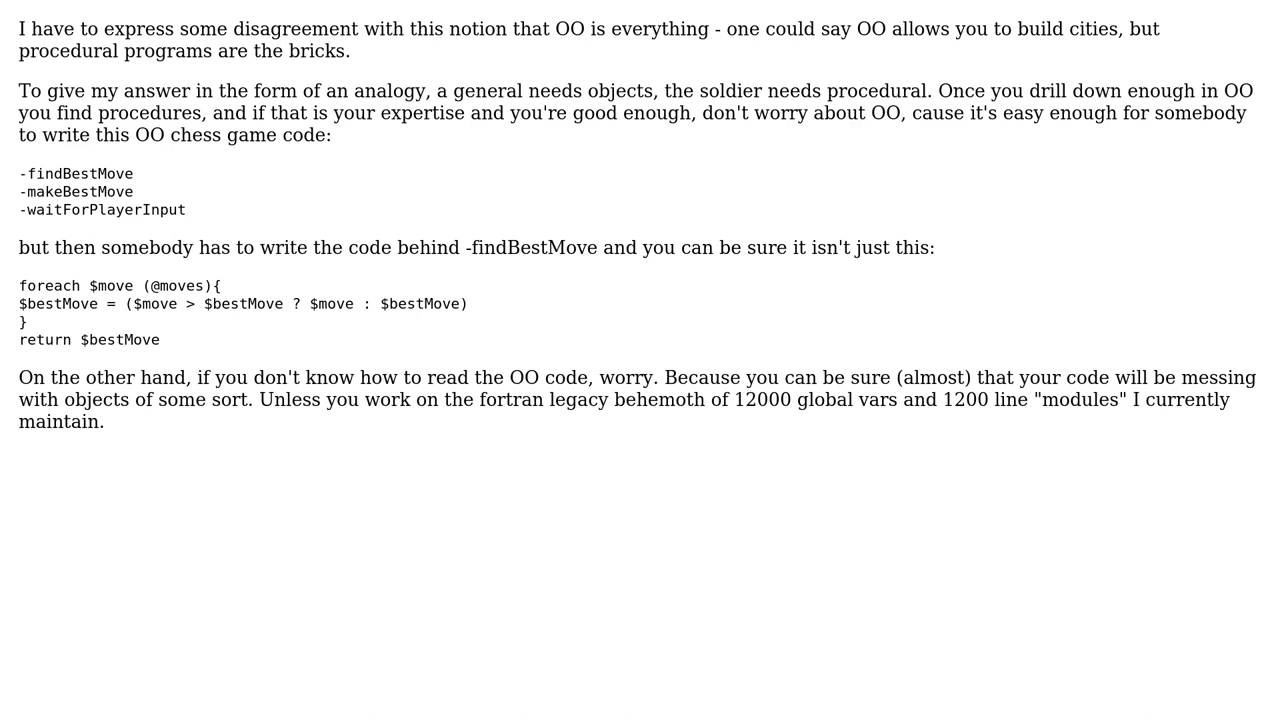 I have to express some disagreement with this notion that OO is everything - one could say OO allows you to build cities, but
procedural programs are the bricks.
To give my answer in the form of an analogy, a general needs objects, the soldier needs procedural. Once you drill down enough in OO
you find procedures, and if that is your expertise and you're good enough, don't worry about OO, cause it's easy enough for somebody
to write this OO chess game code:
-findBestMove
-makeBestMove
-waitForPlayerInput
but then somebody has to write the code behind -findBestMove and you can be sure it isn't just this:
foreach $move (@moves){
$bestMove = ($move > $bestMove ? $move : $bestMove)
}
return $bestMove
On the other hand, if you don't know how to read the OO code, worry. Because you can be sure (almost) that your code will be messing
with objects of some sort. Unless you work on the fortran legacy behemoth of 12000 global vars and 1200 line "modules" I currently
maintain.